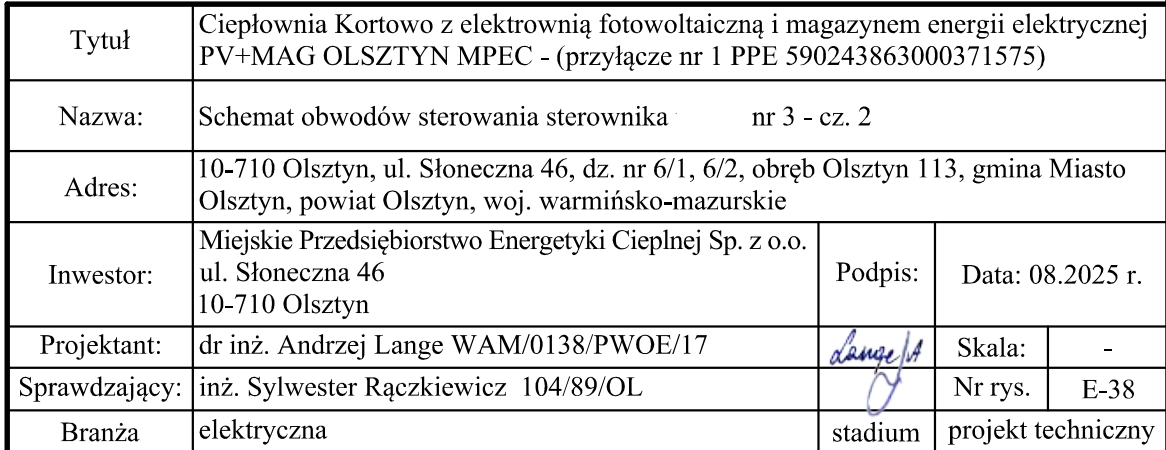 Tytuł
Ciepłownia Kortowo z elektrownią fotowoltaiczną i magazynem energii elektrycznej
PV+MAG OLSZTYN MPEC - (przyłącze nr 1 PPE 590243863000371575)
Nazwa:
Schemat obwodów sterowania sterownika nr 3 - cz. 2
Adres:
10-710 Olsztyn, ul. Słoneczna 46, dz. nr 6/1, 6/2, obręb Olsztyn 113, gmina Miasto
Olsztyn, powiat Olsztyn, woj. warmińsko-mazurskie
Inwestor:
Miejskie Przedsiębiorstwo Energetyki Cieplnej Sp. z o.o.
ul. Słoneczna 46
10-710 Olsztyn
Podpis:
Data: 08.2025 r.
Projektant:
dr inż. Andrzej Lange WAM/0138/PWOE/17
Lange/A
Skala:
-
Sprawdzający:
inż. Sylwester Rączkiewicz 104/89/OL
Nr rys.
E-38
Branża
elektryczna
stadium
projekt techniczny